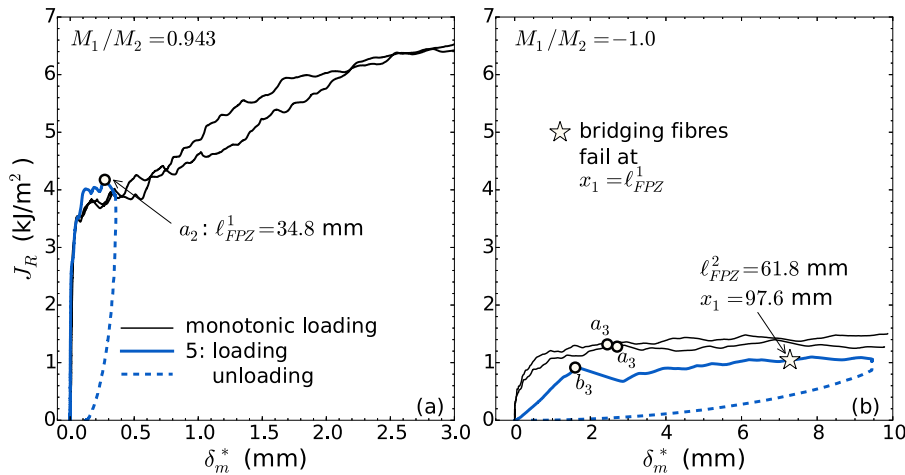 M₁/M₂ = 0.943
7
6
5
4
3
2
1
0
J_R (kJ/m²)
a₂: ℓ¹_FPZ = 34.8 mm
monotonic loading
5: loading
unloading
(a)
0.0 0.5 1.0 1.5 2.0 2.5 3.0
δ_m* (mm)
M₁/M₂ = −1.0
7
6
5
4
3
2
1
0
bridging fibres
fail at
x₁ = ℓ¹_FPZ
ℓ²_FPZ = 61.8 mm
x₁ = 97.6 mm
a₃
a₃
b₃
(b)
0 2 4 6 8 10
δ_m* (mm)